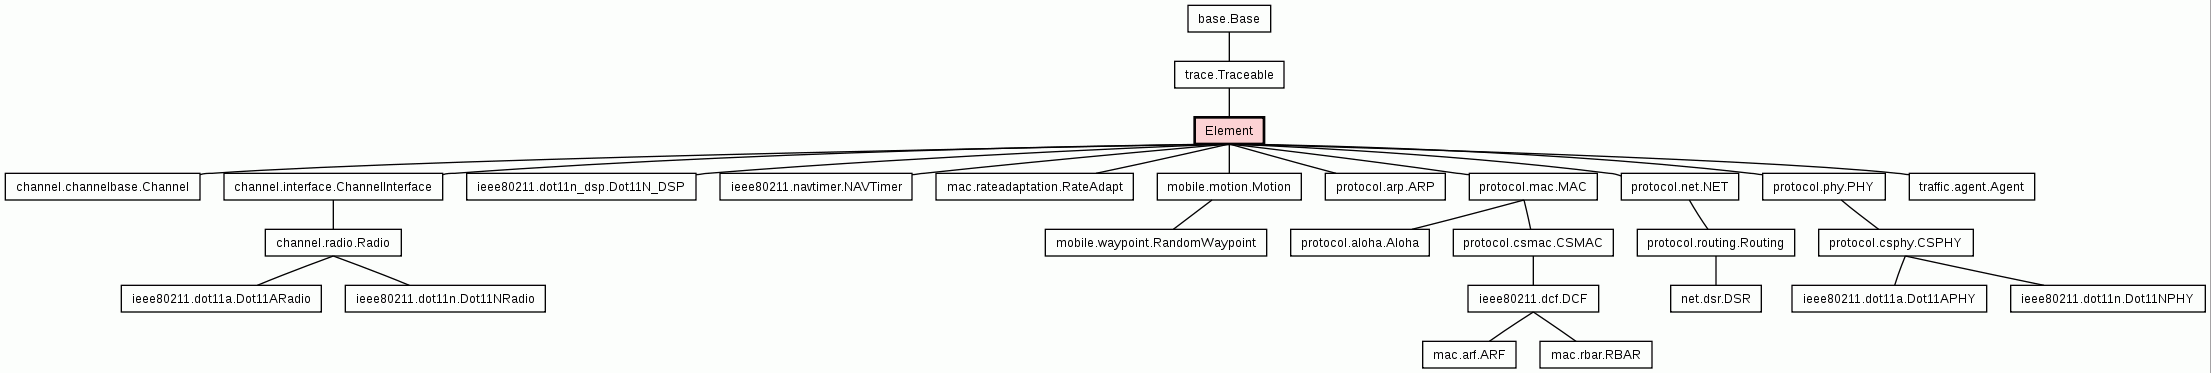 base.Base
trace.Traceable
Element
channel.channelbase.Channel
channel.interface.ChannelInterface
ieee80211.dot11n_dsp.Dot11N_DSP
ieee80211.navtimer.NAVTimer
mac.rateadaptation.RateAdapt
mobile.motion.Motion
protocol.arp.ARP
protocol.mac.MAC
protocol.net.NET
protocol.phy.PHY
traffic.agent.Agent
channel.radio.Radio
mobile.waypoint.RandomWaypoint
protocol.aloha.Aloha
protocol.csmac.CSMAC
protocol.routing.Routing
protocol.csphy.CSPHY
ieee80211.dot11a.Dot11ARadio
ieee80211.dot11n.Dot11NRadio
ieee80211.dcf.DCF
net.dsr.DSR
ieee80211.dot11a.Dot11APHY
ieee80211.dot11n.Dot11NPHY
mac.arf.ARF
mac.rbar.RBAR